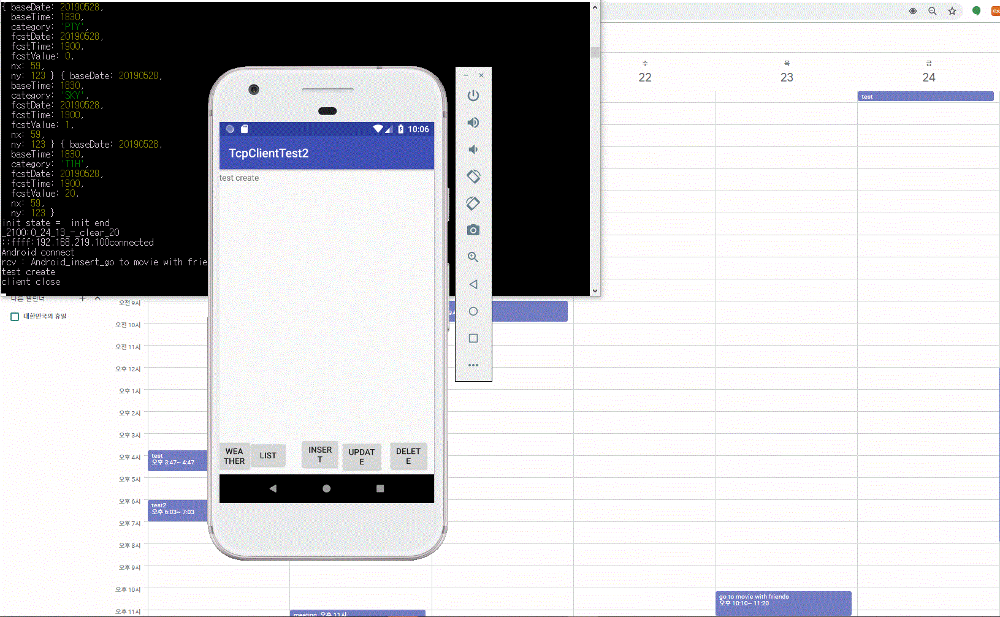 { baseDate: 20190528,
baseTime: 1830,
category: 'PTY',
fcstDate: 20190528,
fcstTime: 1900,
fcstValue: 0,
nx: 59,
ny: 123 } { baseDate: 20190528,
baseTime: 1830,
category: 'SKY',
fcstDate: 20190528,
fcstTime: 1900,
fcstValue: 1,
nx: 59,
ny: 123 } { baseDate: 20190528,
baseTime: 1830,
category: 'T1H',
fcstDate: 20190528,
fcstTime: 1900,
fcstValue: 20,
nx: 59,
ny: 123 }
init state =  init end
_2100:0_24_13_-_clear_20
::ffff:192.168.219.100connected
Android connect
rcv : Android_insert_go to movie with frie
test create
client close
10:06
TcpClientTest2
test create
WEA
THER
LIST
INSER
T
UPDAT
E
DELET
E
수
22
목
23
금
24
test
다른 캘린더
대한민국의 휴일
오전 9시
오전 10시
오전 11시
오후 12시
오후 1시
오후 2시
오후 3시
오후 4시
오후 5시
오후 6시
오후 7시
오후 8시
오후 9시
오후 10시
오후 11시
test
오후 3:47~ 4:47
test2
오후 6:03~ 7:03
meeting, 오후 11시
go to movie with friends
오후 10:10~ 11:20